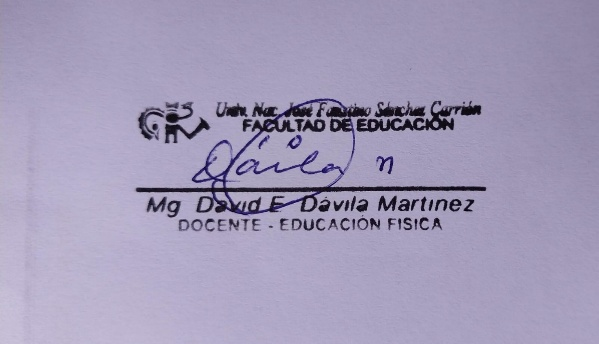 Univ. Nac. José Faustino Sánchez Carrión
FACULTAD DE EDUCACIÓN
Dávila n
Mg David E Dávila Martinez
DOCENTE - EDUCACIÓN FISICA